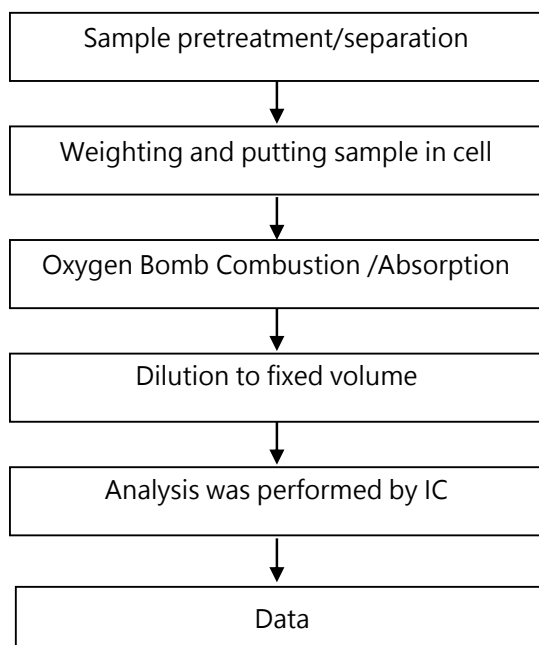 Sample pretreatment/separation
Weighting and putting sample in cell
Oxygen Bomb Combustion /Absorption
Dilution to fixed volume
Analysis was performed by IC
Data